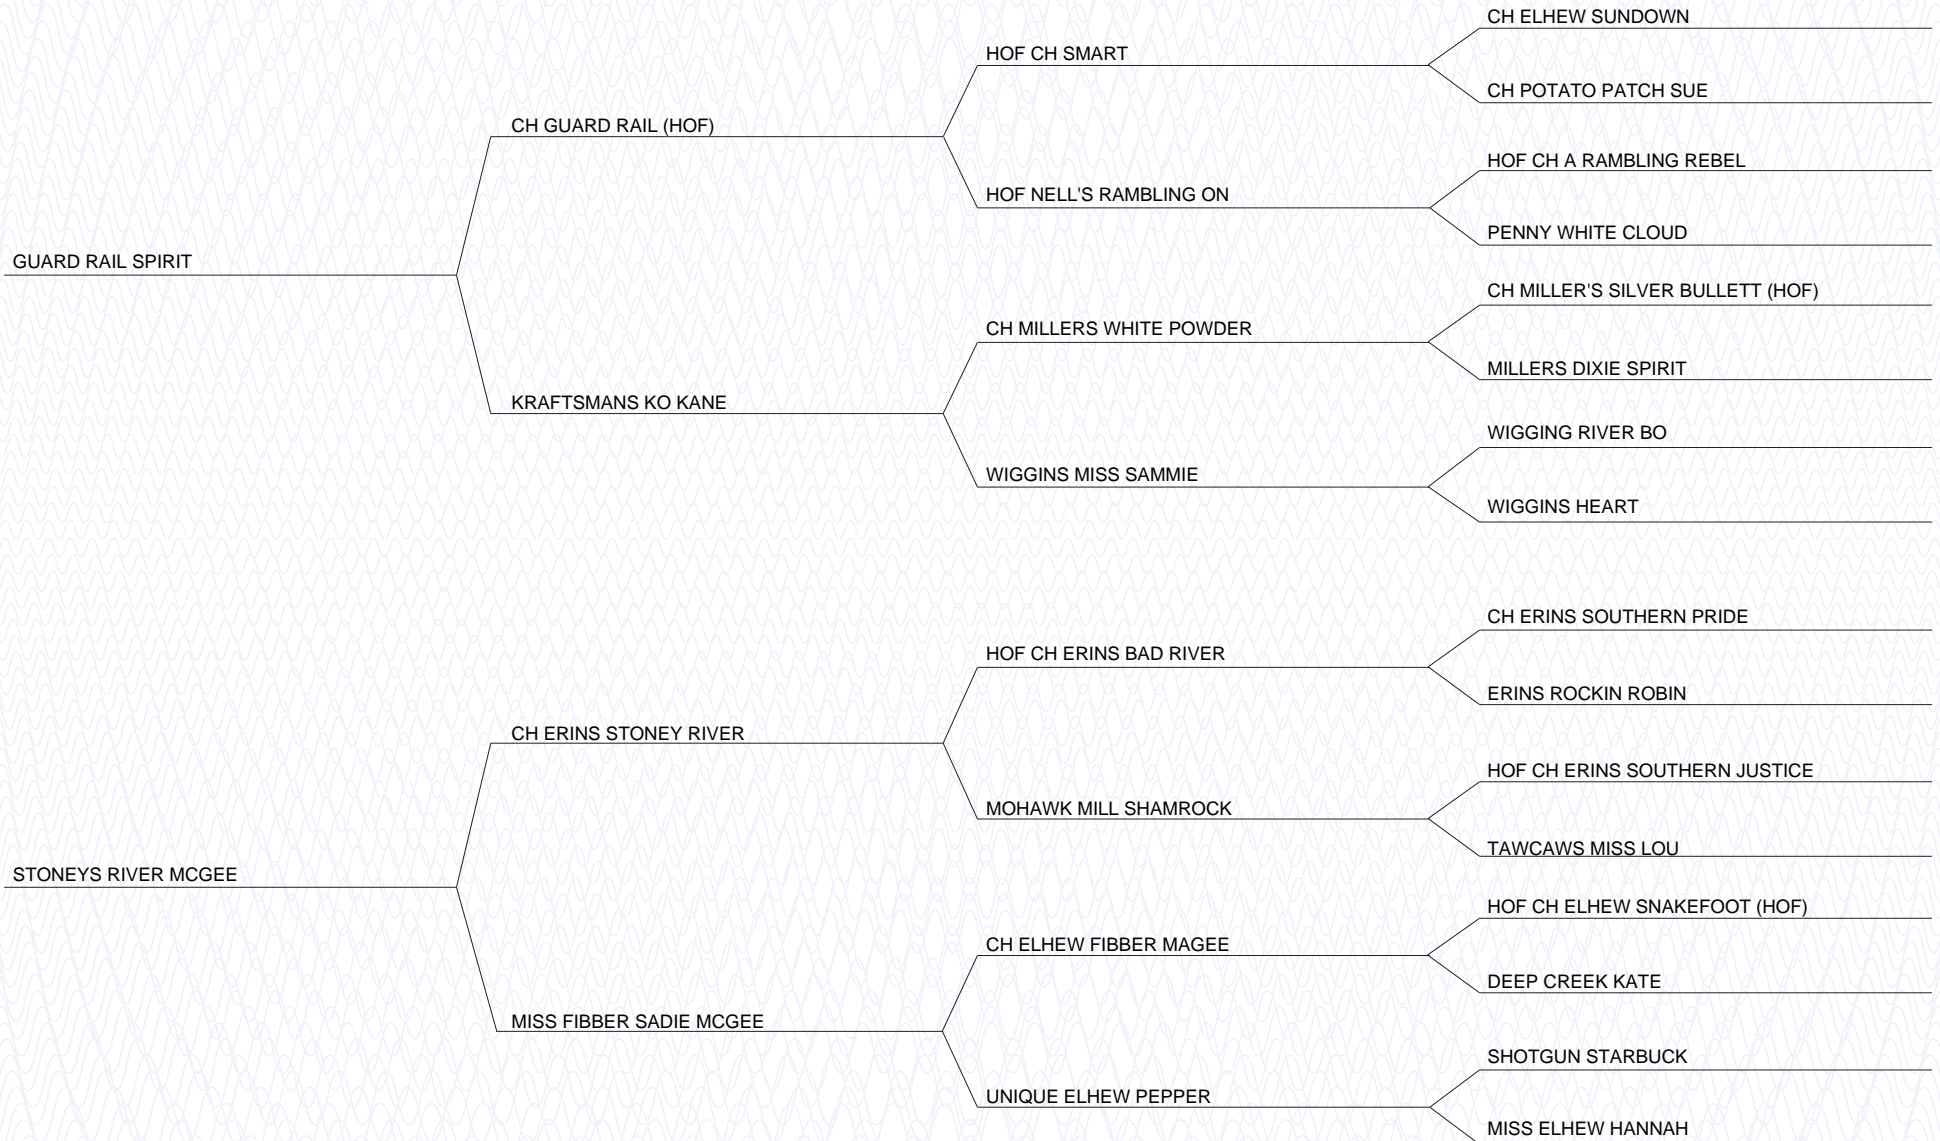 CH ELHEW SUNDOWN
HOF CH SMART
CH POTATO PATCH SUE
CH GUARD RAIL (HOF)
HOF CH A RAMBLING REBEL
HOF NELL'S RAMBLING ON
PENNY WHITE CLOUD
GUARD RAIL SPIRIT
CH MILLER'S SILVER BULLETT (HOF)
CH MILLERS WHITE POWDER
MILLERS DIXIE SPIRIT
KRAFTSMANS KO KANE
WIGGING RIVER BO
WIGGINS MISS SAMMIE
WIGGINS HEART
CH ERINS SOUTHERN PRIDE
HOF CH ERINS BAD RIVER
ERINS ROCKIN ROBIN
CH ERINS STONEY RIVER
HOF CH ERINS SOUTHERN JUSTICE
MOHAWK MILL SHAMROCK
TAWCAWS MISS LOU
STONEYS RIVER MCGEE
HOF CH ELHEW SNAKEFOOT (HOF)
CH ELHEW FIBBER MAGEE
DEEP CREEK KATE
MISS FIBBER SADIE MCGEE
SHOTGUN STARBUCK
UNIQUE ELHEW PEPPER
MISS ELHEW HANNAH